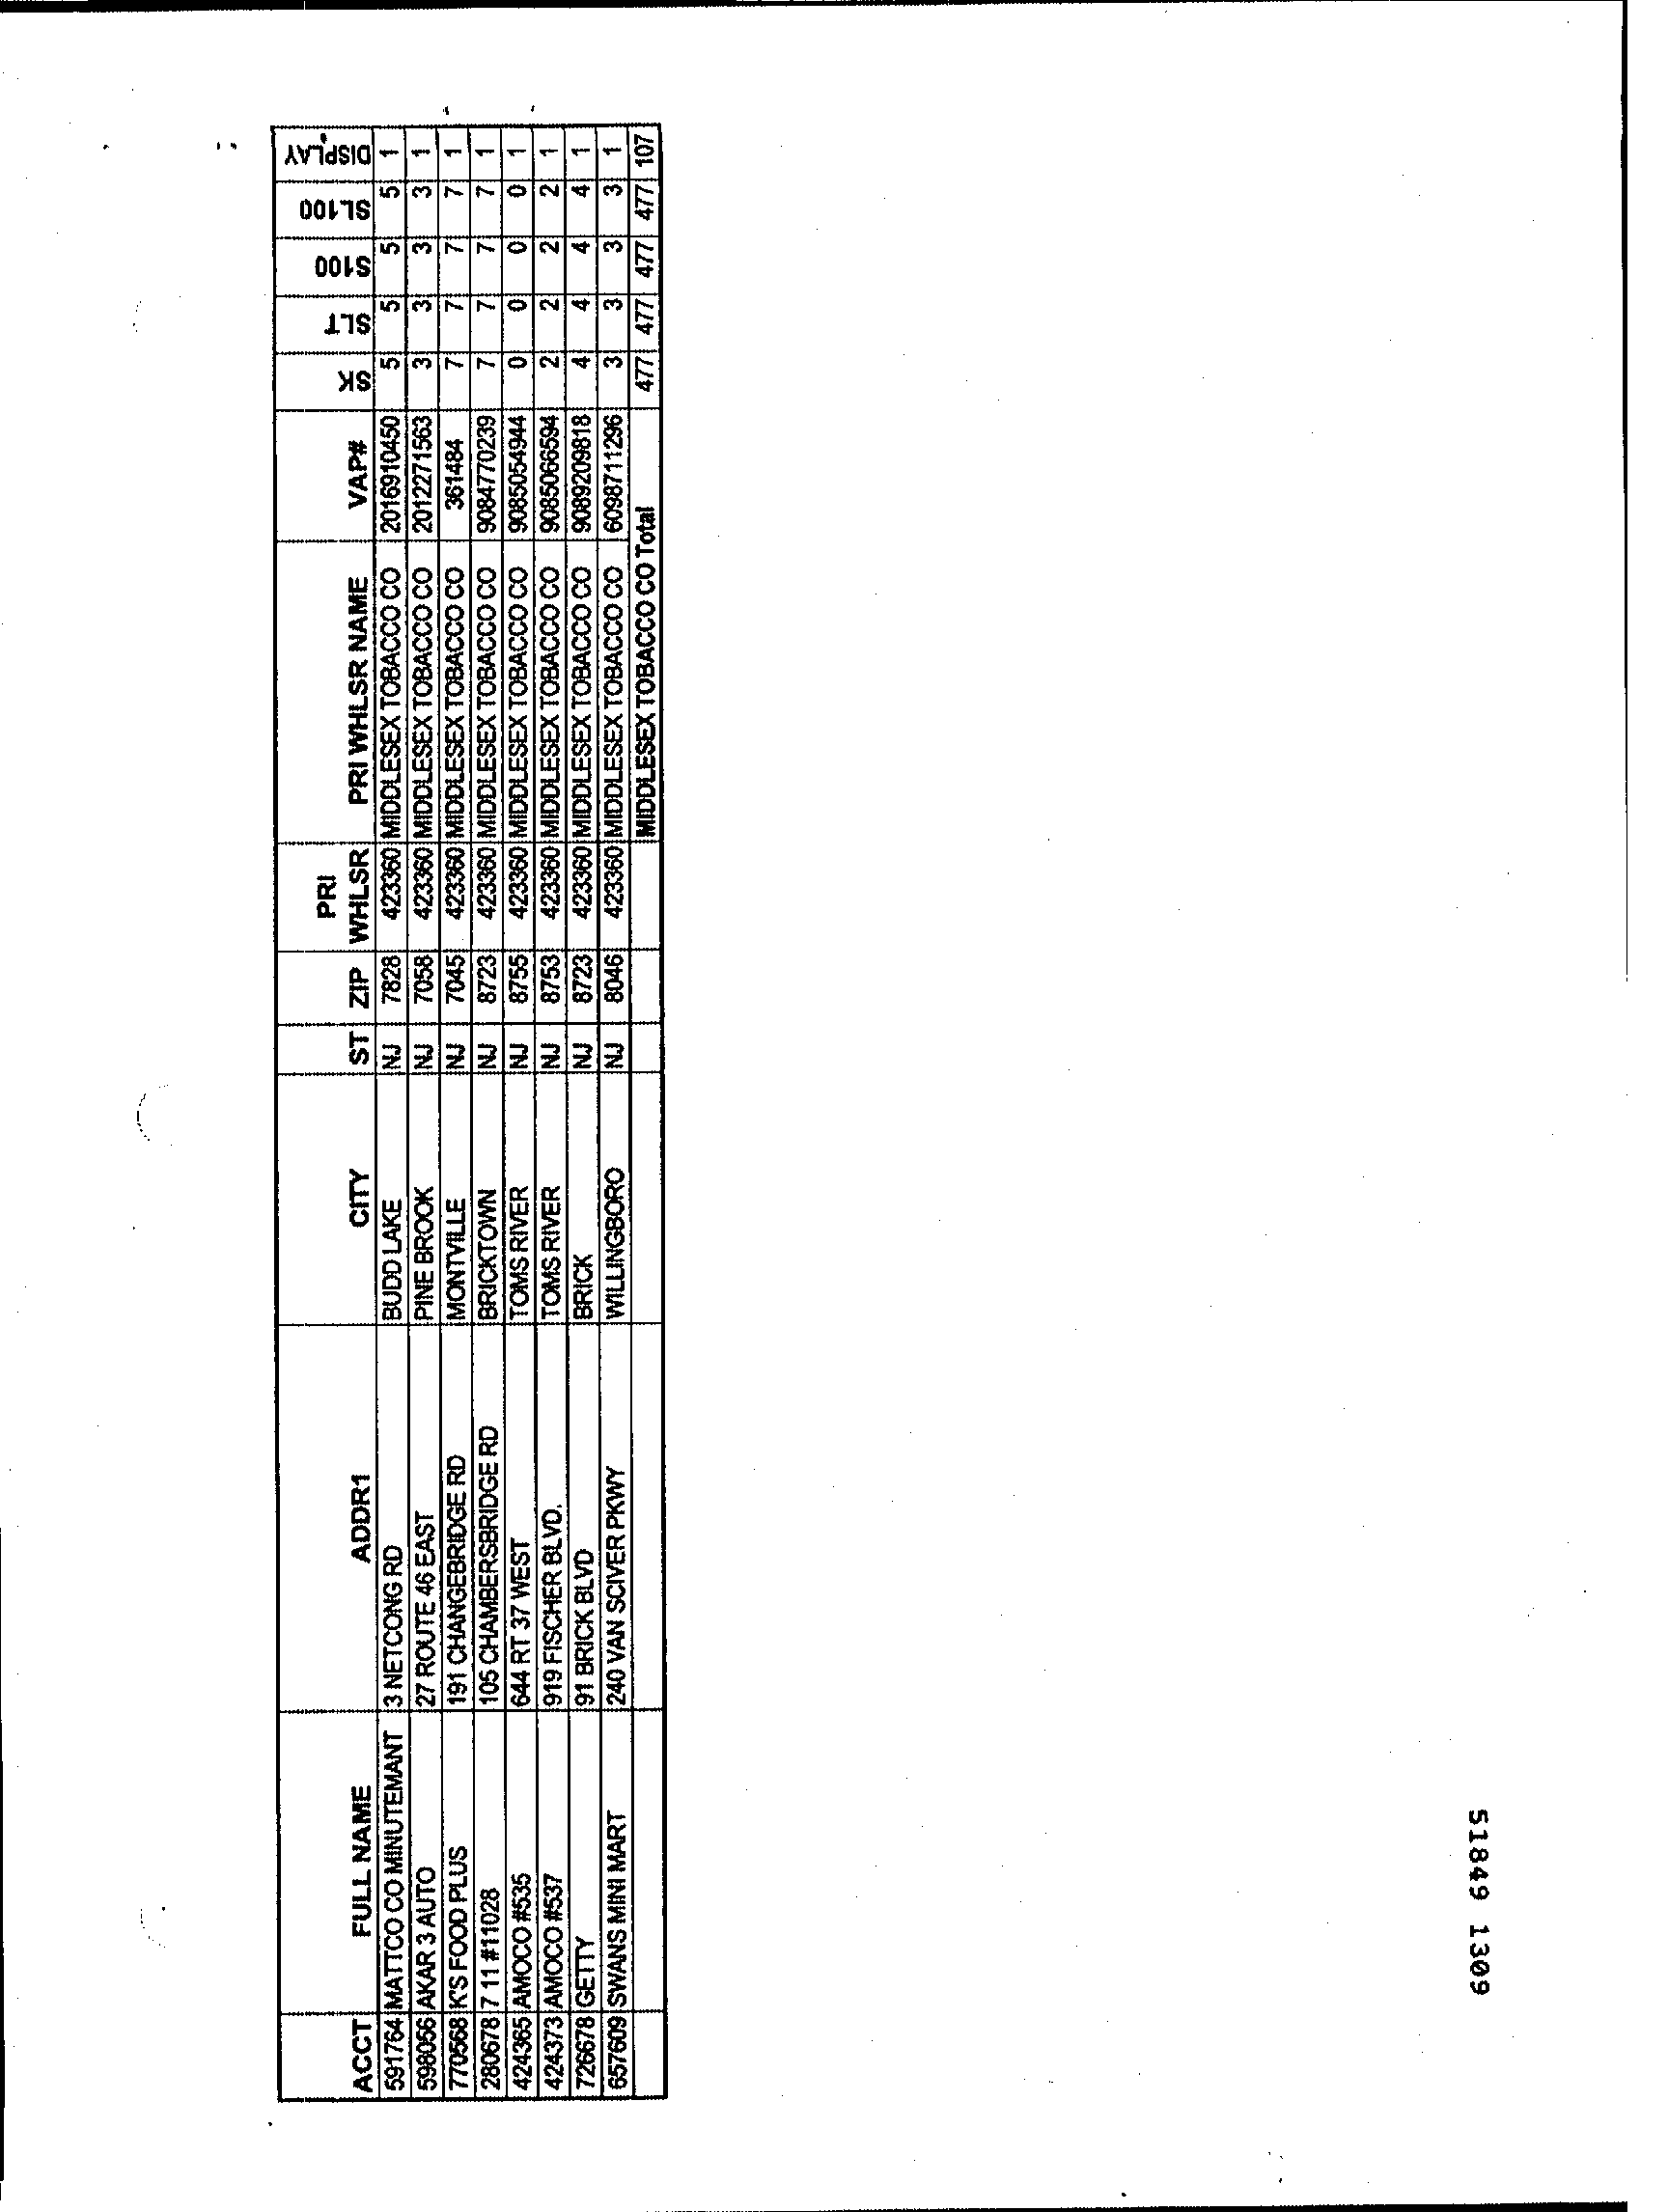 ACCT FULL NAME ADDR1 CITY ST ZIP PRI WHLSR PRI WHLSR NAME VAP# SK SLT S100 SL100 DISPLAY
591764 MATTCO CO MINUTEMANT 3 NETCONG RD BUDD LAKE NJ 7828 423360 MIDDLESEX TOBACCO CO 2016910450 5 5 5 5 1
598056 AKAR 3 AUTO 27 ROUTE 46 EAST PINE BROOK NJ 7058 423360 MIDDLESEX TOBACCO CO 2012271563 3 3 3 3 1
770568 K'S FOOD PLUS 191 CHANGEBRIDGE RD MONTVILLE NJ 7045 423360 MIDDLESEX TOBACCO CO 361484 7 7 7 7 1
280678 7 11 #11028 105 CHAMBERSBRIDGE RD BRICKTOWN NJ 8723 423360 MIDDLESEX TOBACCO CO 9084770239 7 7 7 7 1
424365 AMOCO #535 644 RT 37 WEST TOMS RIVER NJ 8755 423360 MIDDLESEX TOBACCO CO 9085054944 0 0 0 0 1
424373 AMOCO #537 919 FISCHER BLVD. TOMS RIVER NJ 8753 423360 MIDDLESEX TOBACCO CO 9085066594 2 2 2 2 1
726678 GETTY 91 BRICK BLVD BRICK NJ 8723 423360 MIDDLESEX TOBACCO CO 9089209818 4 4 4 4 1
657609 SWANS MINI MART 240 VAN SCIVER PKWY WILLINGBORO NJ 8046 423360 MIDDLESEX TOBACCO CO 6098711296 3 3 3 3 1
MIDDLESEX TOBACCO CO Total 477 477 477 477 107
51849 1309